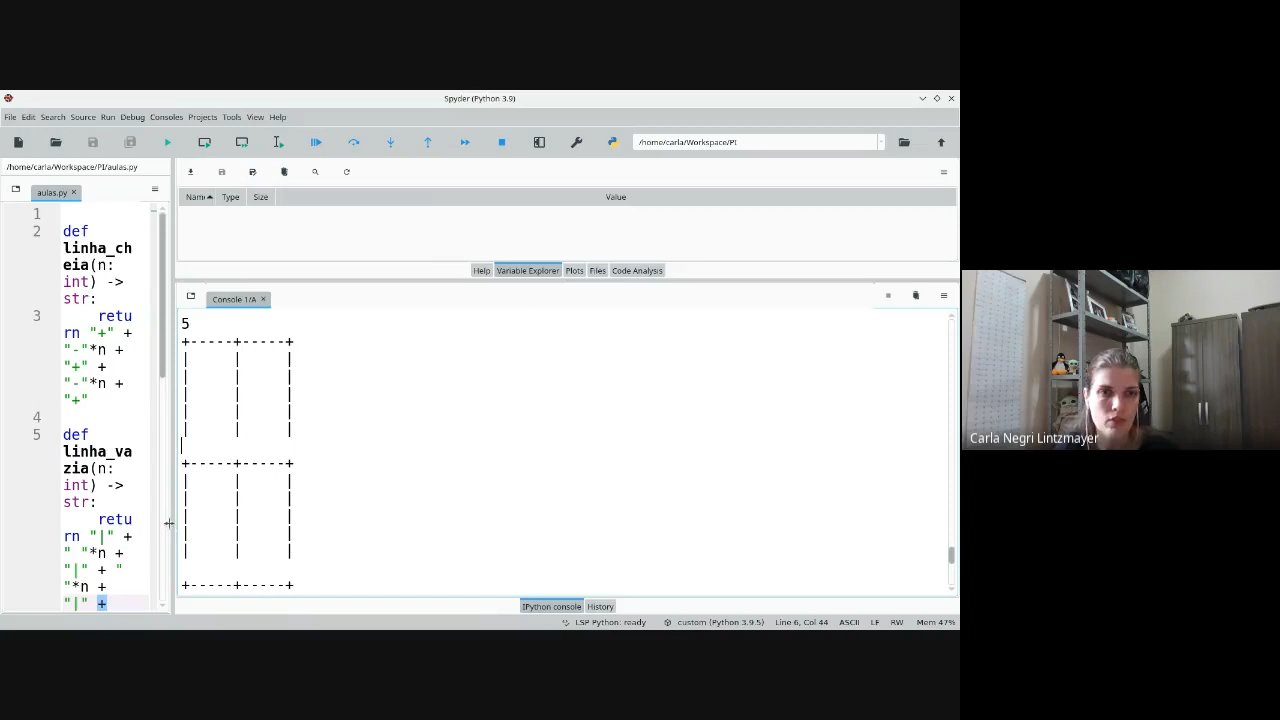 Spyder (Python 3.9)
File Edit Search Source Run Debug Consoles Projects Tools View Help
/home/carla/Workspace/PI
/home/carla/Workspace/PI/aulas.py
aulas.py
1
2 def
linha_ch
eia(n:
int) ->
str:
3 retu
rn "+" +
"-"*n +
"+" +
"-"*n +
"+"
4
5 def
linha_va
zia(n:
int) ->
str:
retu
rn "|" +
" "*n +
"|" + "
"*n +
"|" +
Name Type Size Value
Help Variable Explorer Plots Files Code Analysis
Console 1/A
5
+-----+-----+
|     |     |
|     |     |
|     |     |
|     |     |
|     |     |
+-----+-----+
|     |     |
|     |     |
|     |     |
|     |     |
|     |     |
+-----+-----+
IPython console History
LSP Python: ready custom (Python 3.9.5) Line 6, Col 44 ASCII LF RW Mem 47%
Carla Negri Lintzmayer